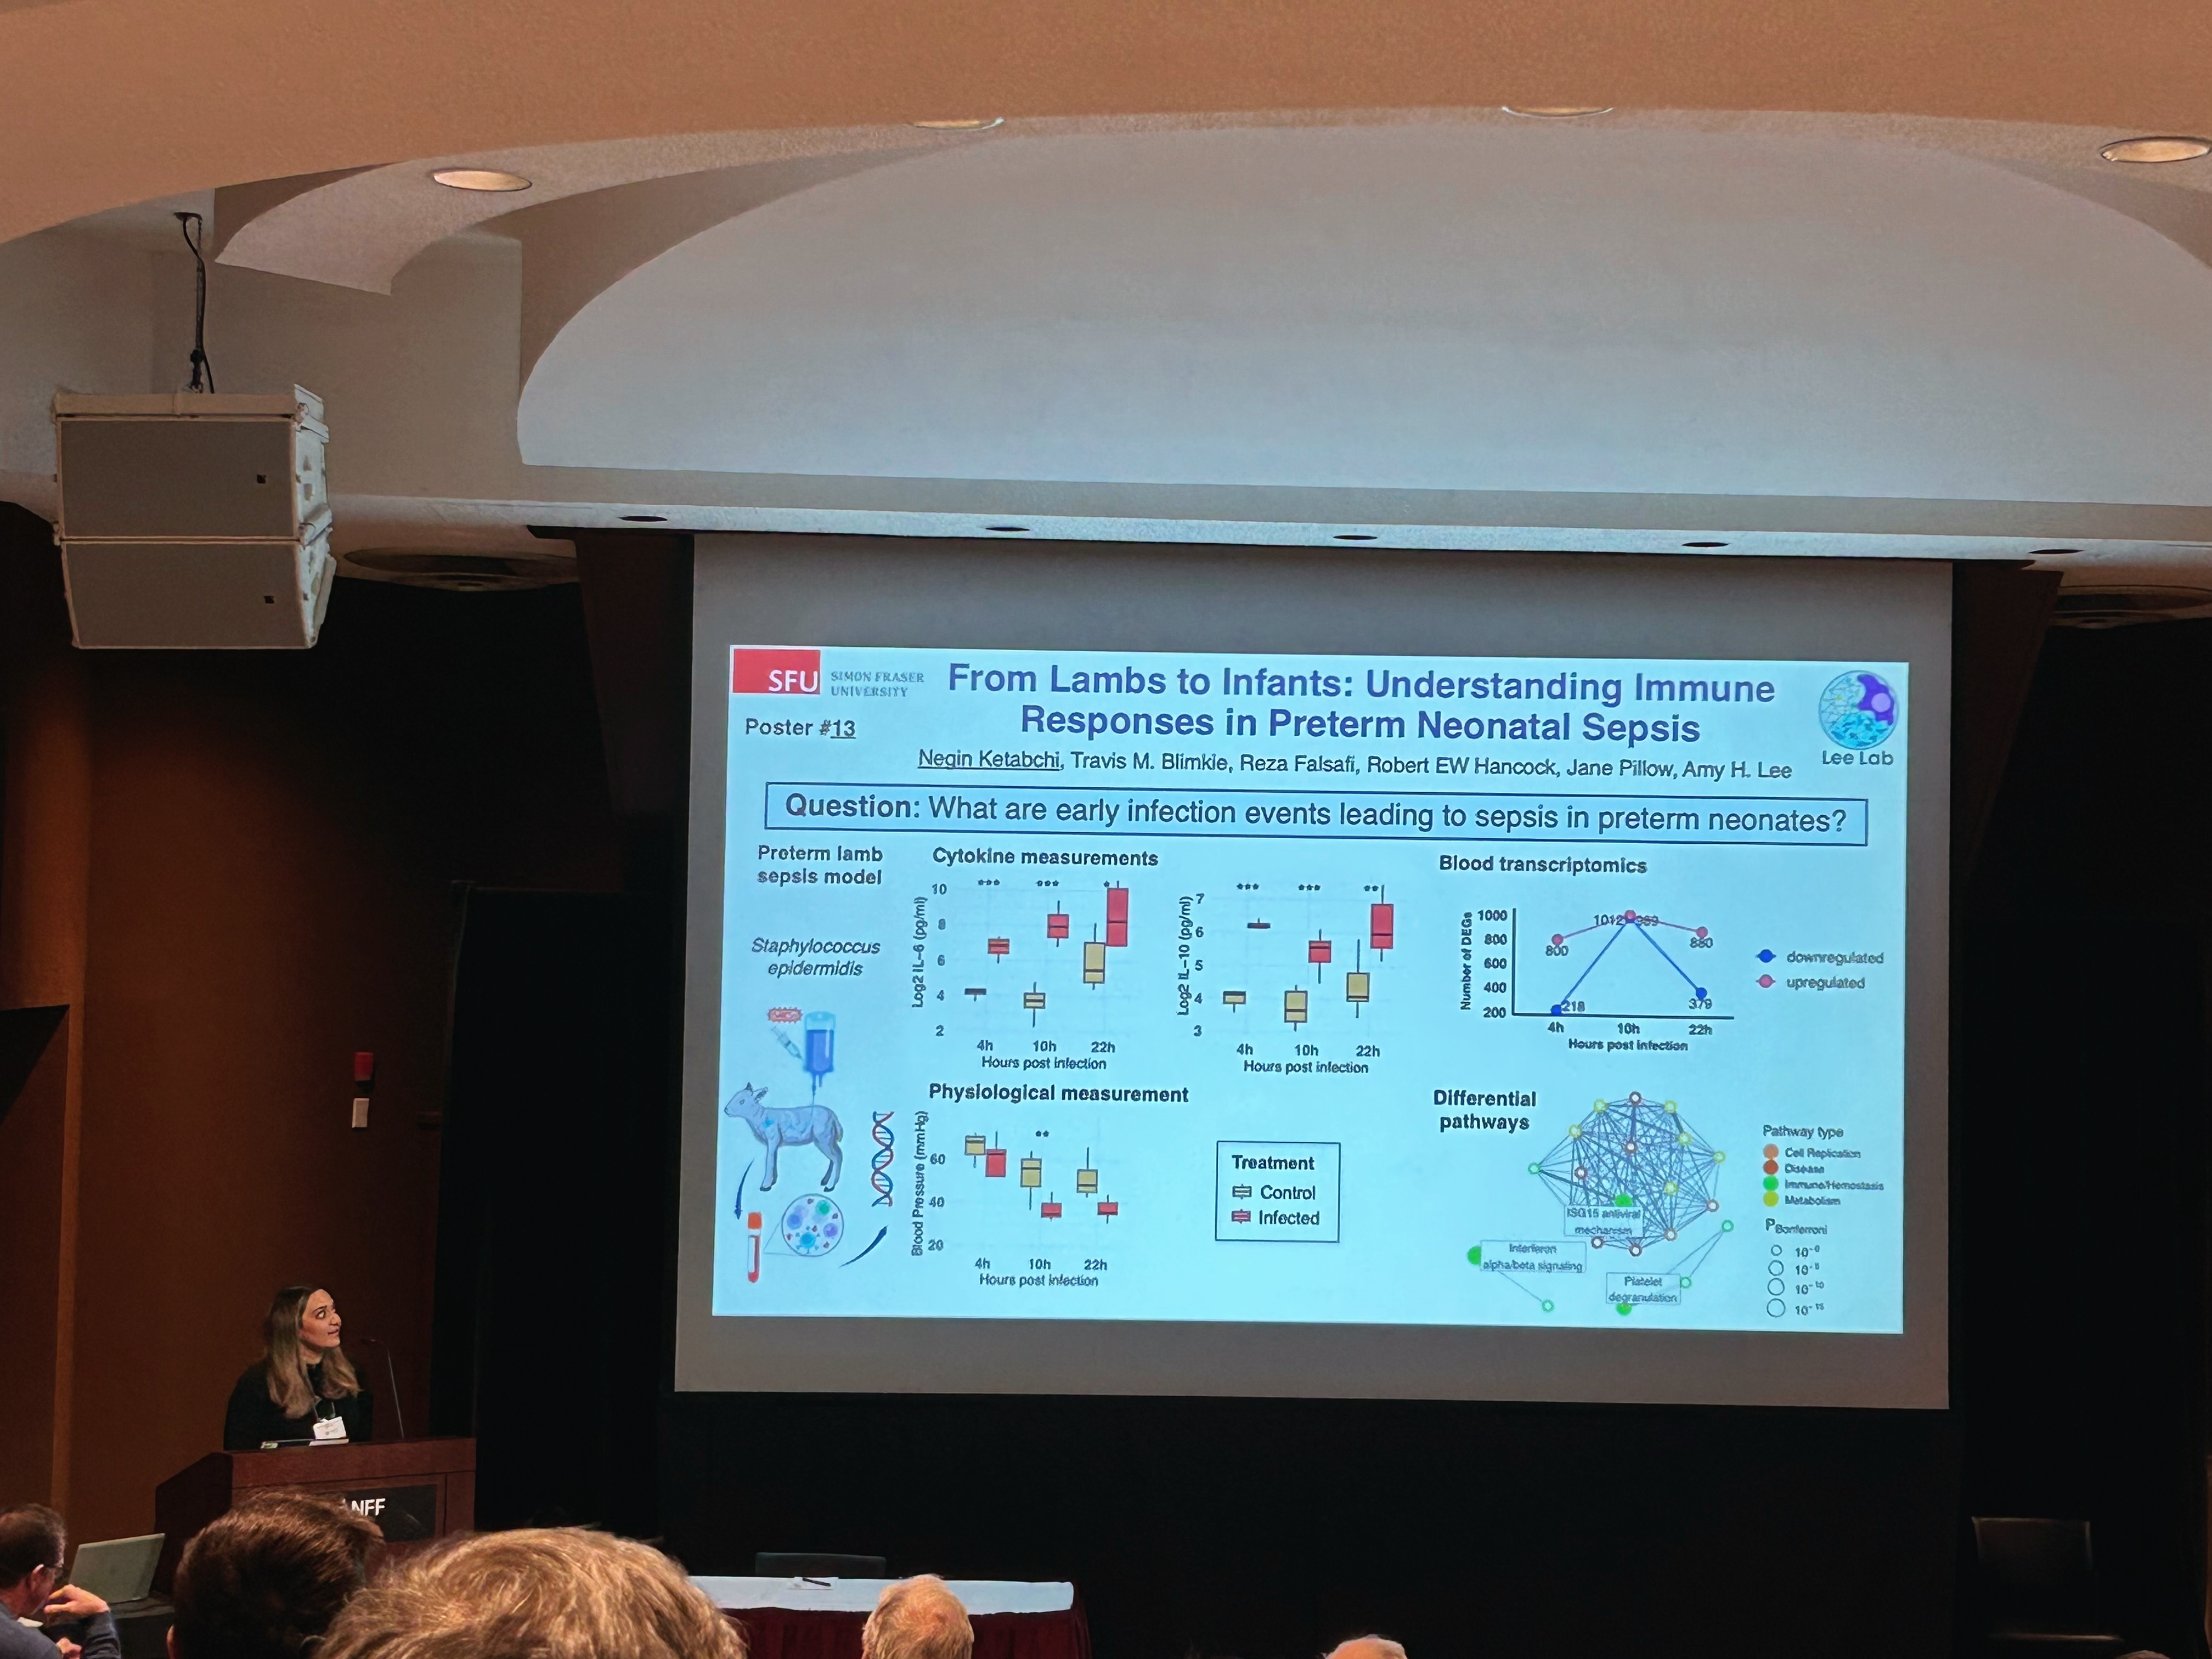 SFU
SIMON FRASER
UNIVERSITY
From Lambs to Infants: Understanding Immune
Responses in Preterm Neonatal Sepsis
Poster #13
Negin Ketabchi, Travis M. Blimkie, Reza Falsafi, Robert EW Hancock, Jane Pillow, Amy H. Lee
Lee Lab
Question: What are early infection events leading to sepsis in preterm neonates?
Preterm lamb
sepsis model
Staphylococcus
epidermidis
Cytokine measurements
Log2 IL-6 (pg/ml)
10
8
6
4
2
***
***
*
4h 10h 22h
Hours post infection
Log2 IL-10 (pg/ml)
7
6
5
4
3
***
***
**
4h 10h 22h
Hours post infection
Blood transcriptomics
Number of DEGs
1000
800
600
400
200
800
1012
880
218
379
4h 10h 22h
Hours post infection
downregulated
upregulated
Physiological measurement
Blood Pressure (mmHg)
60
40
20
**
4h 10h 22h
Hours post infection
Treatment
Control
Infected
Differential
pathways
ISG15 antiviral
mechanism
Interferon
alpha/beta signaling
Platelet
degranulation
Pathway type
Cell Replication
Disease
Immune/Hemostasis
Metabolism
PBonferroni
10⁻¹⁰
10⁻¹⁵
NFF